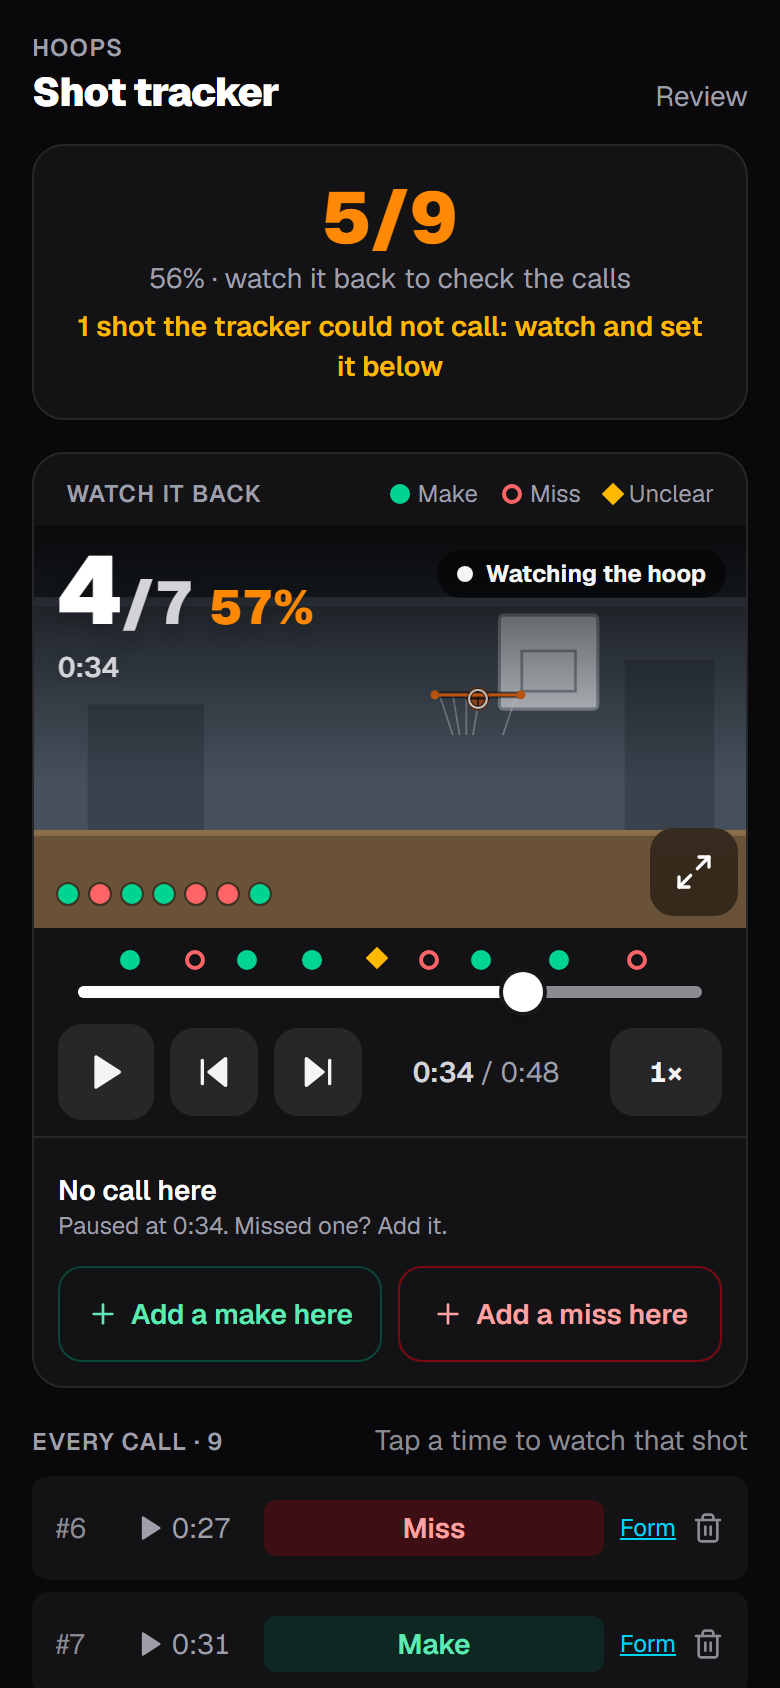 HOOPS
Shot tracker
Review
5/9
56% · watch it back to check the calls
1 shot the tracker could not call: watch and set
it below
WATCH IT BACK
Make
Miss
Unclear
4/7 57%
Watching the hoop
0:34
0:34 / 0:48
1×
No call here
Paused at 0:34. Missed one? Add it.
+ Add a make here
+ Add a miss here
EVERY CALL · 9
Tap a time to watch that shot
#6
0:27
Miss
Form
#7
0:31
Make
Form